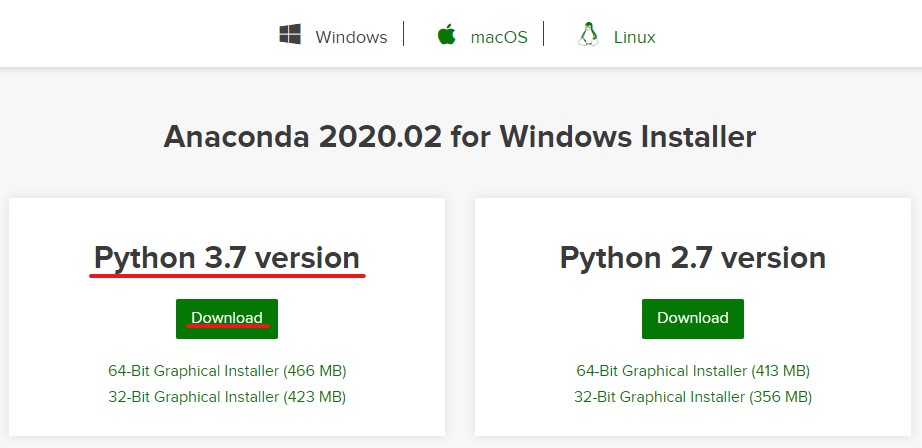 Windows macOS Linux
Anaconda 2020.02 for Windows Installer
Python 3.7 version
Download
64-Bit Graphical Installer (466 MB)
32-Bit Graphical Installer (423 MB)
Python 2.7 version
Download
64-Bit Graphical Installer (413 MB)
32-Bit Graphical Installer (356 MB)